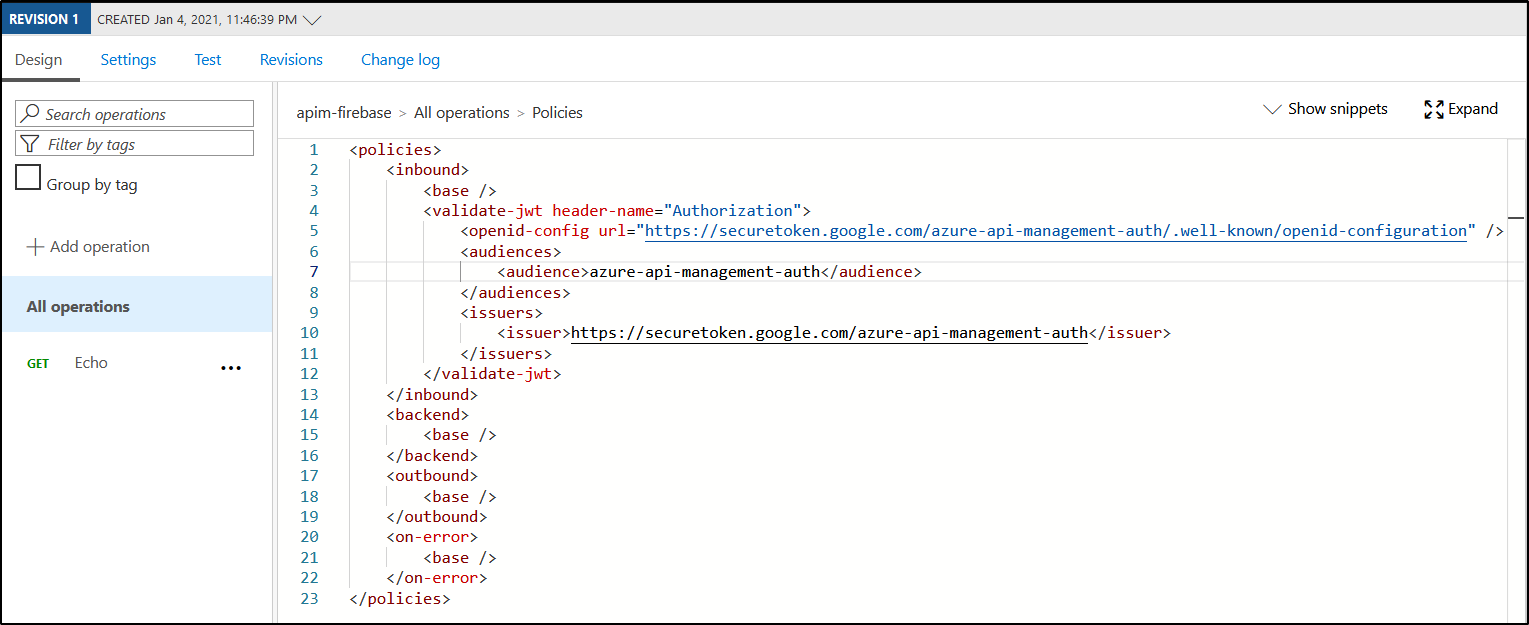 REVISION 1 CREATED Jan 4, 2021, 11:46:39 PM
Design Settings Test Revisions Change log
Search operations
Filter by tags
Group by tag
Add operation
All operations
GET Echo ...
apim-firebase > All operations > Policies
Show snippets Expand
1 <policies>
2 <inbound>
3 <base />
4 <validate-jwt header-name="Authorization">
5 <openid-config url="https://securetoken.google.com/azure-api-management-auth/.well-known/openid-configuration" />
6 <audiences>
7 <audience>azure-api-management-auth</audience>
8 </audiences>
9 <issuers>
10 <issuer>https://securetoken.google.com/azure-api-management-auth</issuer>
11 </issuers>
12 </validate-jwt>
13 </inbound>
14 <backend>
15 <base />
16 </backend>
17 <outbound>
18 <base />
19 </outbound>
20 <on-error>
21 <base />
22 </on-error>
23 </policies>